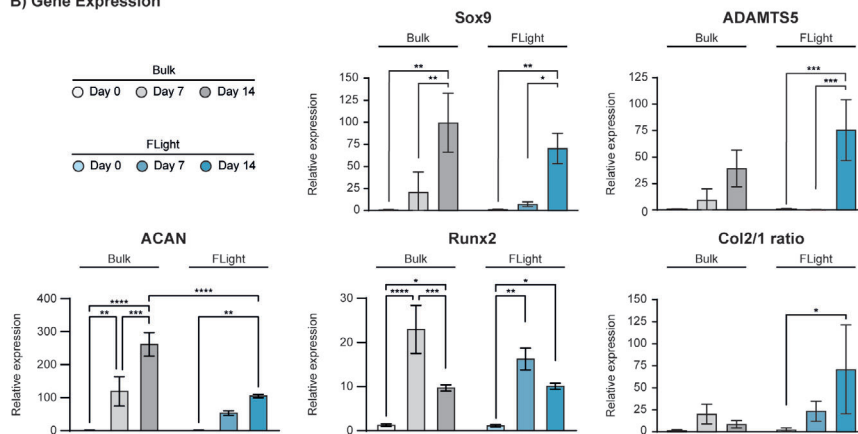 B) Gene Expression
Bulk
Day 0 Day 7 Day 14
FLight
Day 0 Day 7 Day 14
Sox9
Bulk FLight
Relative expression
150
125
100
75
50
25
0
** ** ** *
ADAMTS5
Bulk FLight
Relative expression
125
100
75
50
25
0
*** ***
ACAN
Bulk FLight
Relative expression
400
300
200
100
0
**** ** *** **** **
Runx2
Bulk FLight
Relative expression
30
20
10
0
* **** *** * **
Col2/1 ratio
Bulk FLight
Relative expression
150
100
75
50
25
0
*